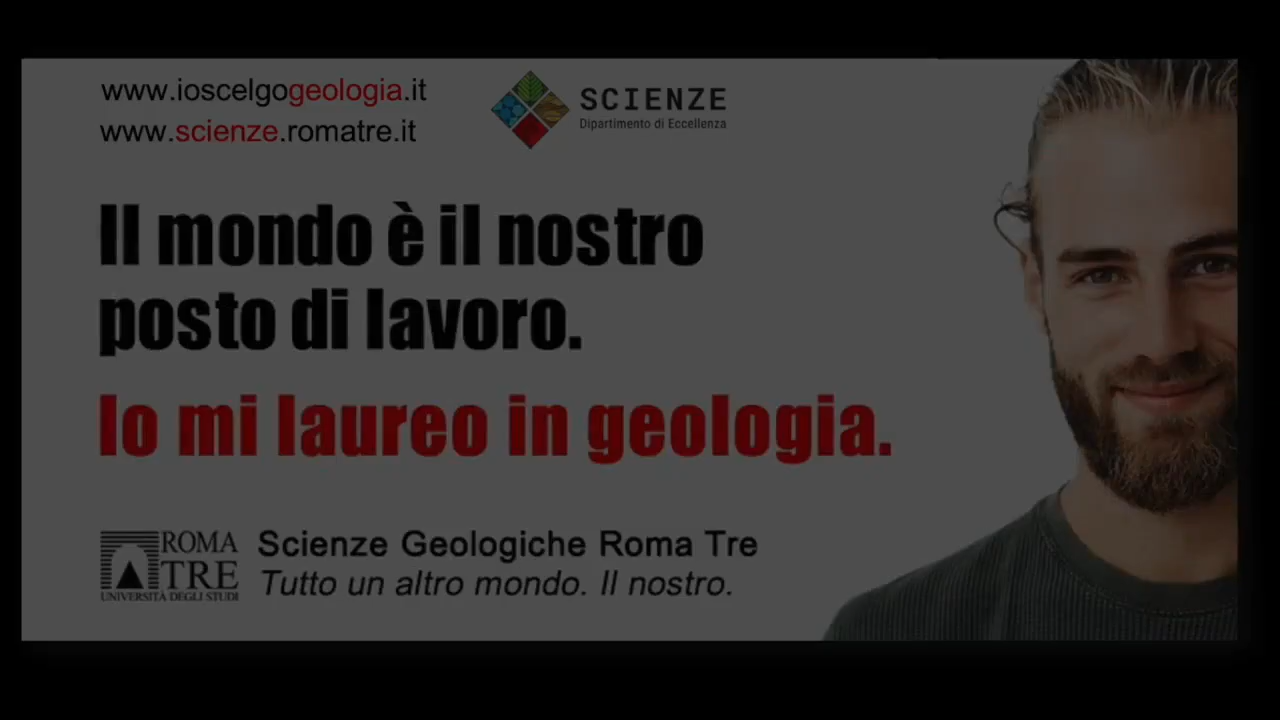 www.ioscelgogeologia.it
www.scienze.romatre.it
SCIENZE
Dipartimento di Eccellenza
Il mondo è il nostro
posto di lavoro.
Io mi laureo in geologia.
ROMA
TRE
UNIVERSITÀ DEGLI STUDI
Scienze Geologiche Roma Tre
Tutto un altro mondo. Il nostro.